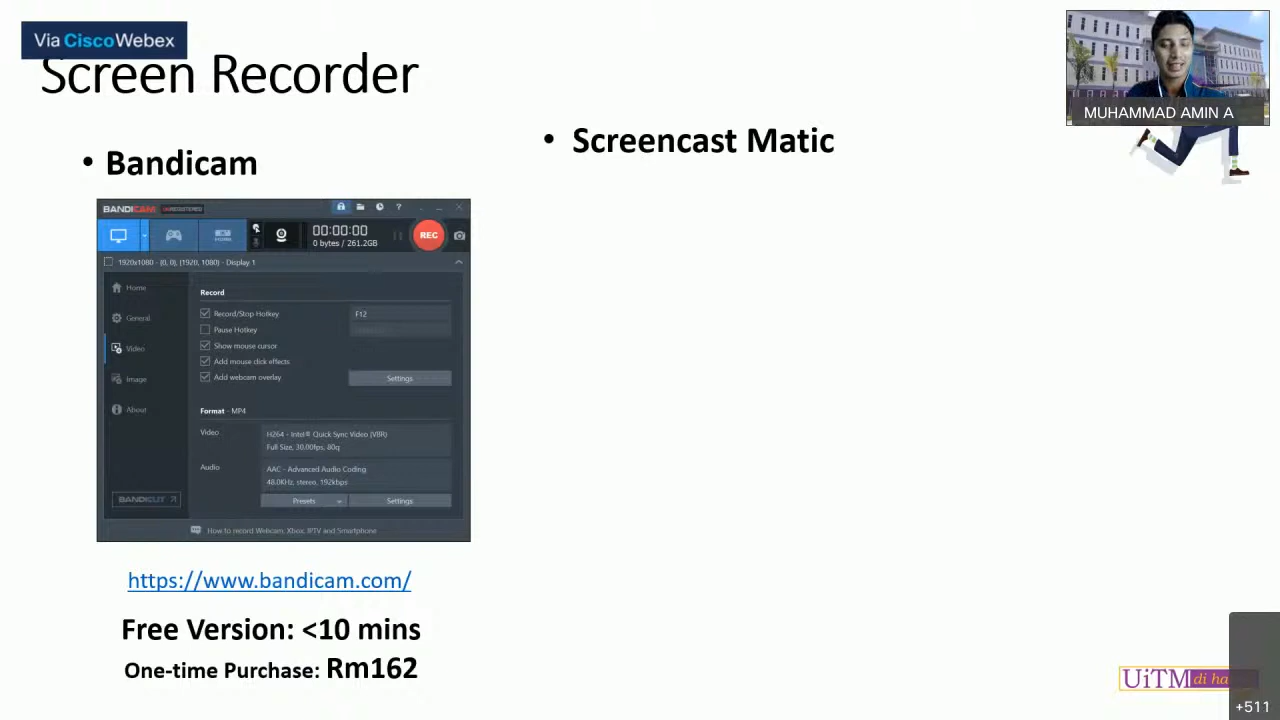 Via CiscoWebex
Screen Recorder
MUHAMMAD AMIN A
• Bandicam
• Screencast Matic
BANDICAM UNREGISTERED
00:00:00
0 bytes / 261.2GB
REC
1920x1080 - (0, 0), (1920, 1080) - Display 1
Home
General
Video
Image
About
BANDICUT
Record
Record/Stop Hotkey
F12
Pause Hotkey
Show mouse cursor
Add mouse click effects
Add webcam overlay
Settings
Format - MP4
Video
H264 - Intel® Quick Sync Video (VBR)
Full Size, 30.00fps, 80q
Audio
AAC - Advanced Audio Coding
48.0KHz, stereo, 192kbps
Presets
Settings
How to record Webcam, Xbox, IPTV and Smartphone
https://www.bandicam.com/
Free Version: <10 mins
One-time Purchase: Rm162
UiTM di ha
+511